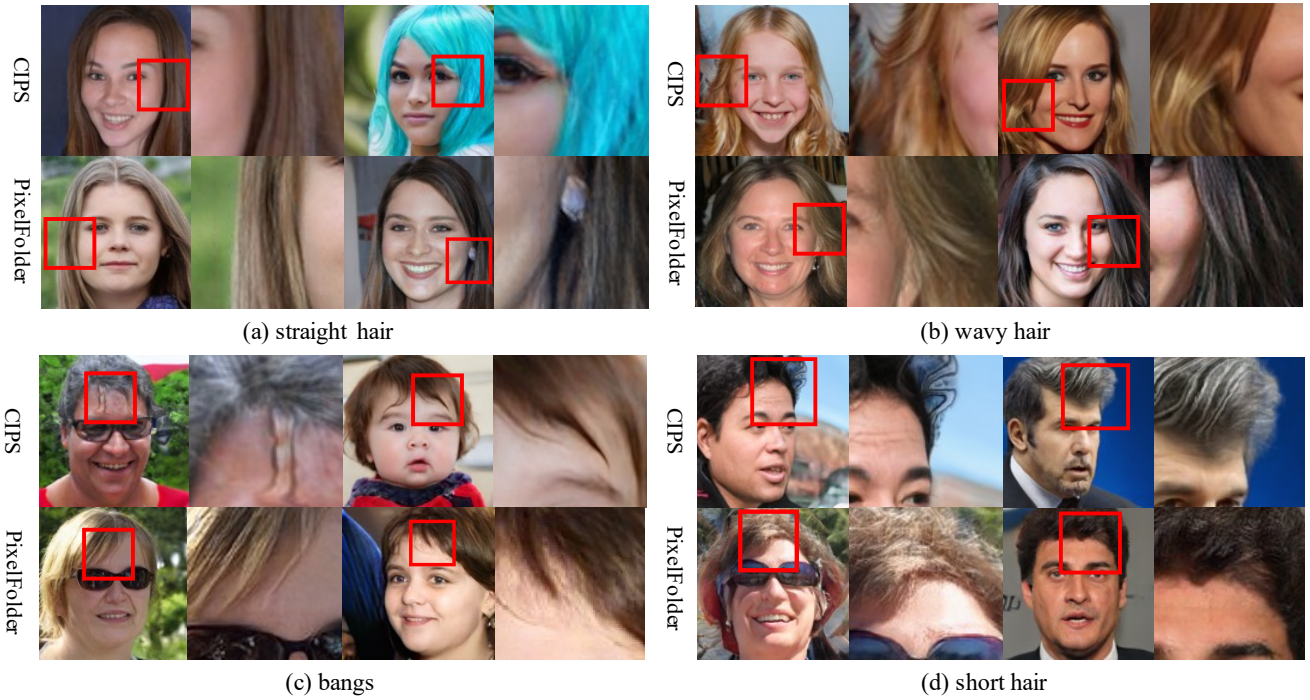 CIPS
PixelFolder
(a) straight hair
CIPS
PixelFolder
(b) wavy hair
CIPS
PixelFolder
(c) bangs
CIPS
PixelFolder
(d) short hair